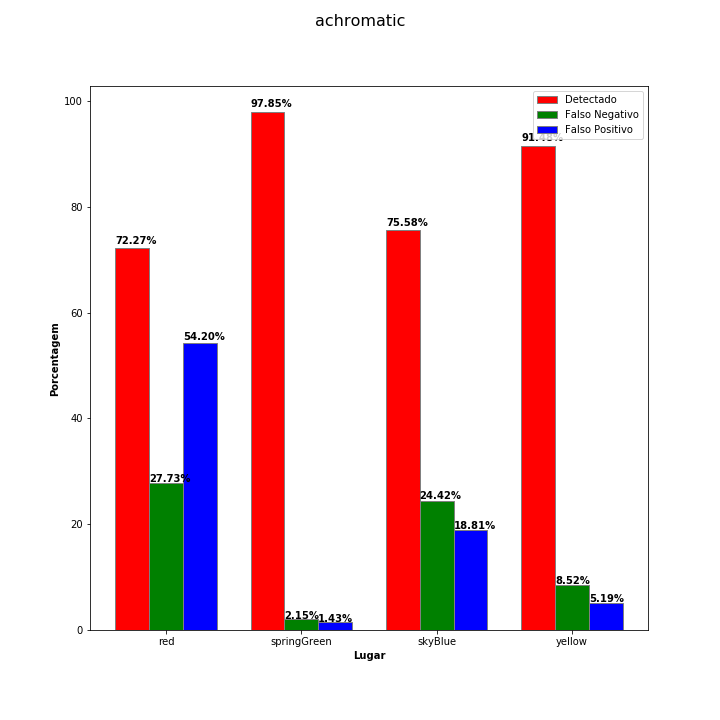 achromatic
Detectado
Falso Negativo
Falso Positivo
100
80
60
40
20
0
Porcentagem
72.27%
27.73%
54.20%
97.85%
2.15%
1.43%
75.58%
24.42%
18.81%
91.48%
8.52%
5.19%
red
springGreen
skyBlue
yellow
Lugar